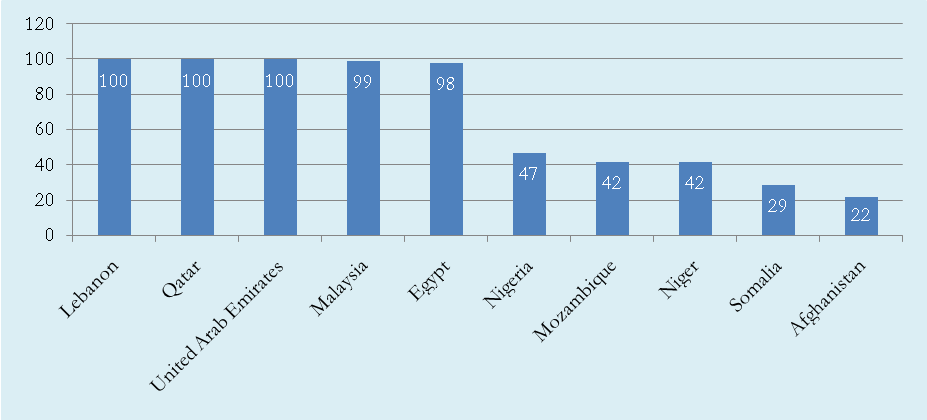 120
100
80
60
40
20
0
100
100
100
99
98
47
42
42
29
22
Lebanon
Qatar
United Arab Emirates
Malaysia
Egypt
Nigeria
Mozambique
Niger
Somalia
Afghanistan